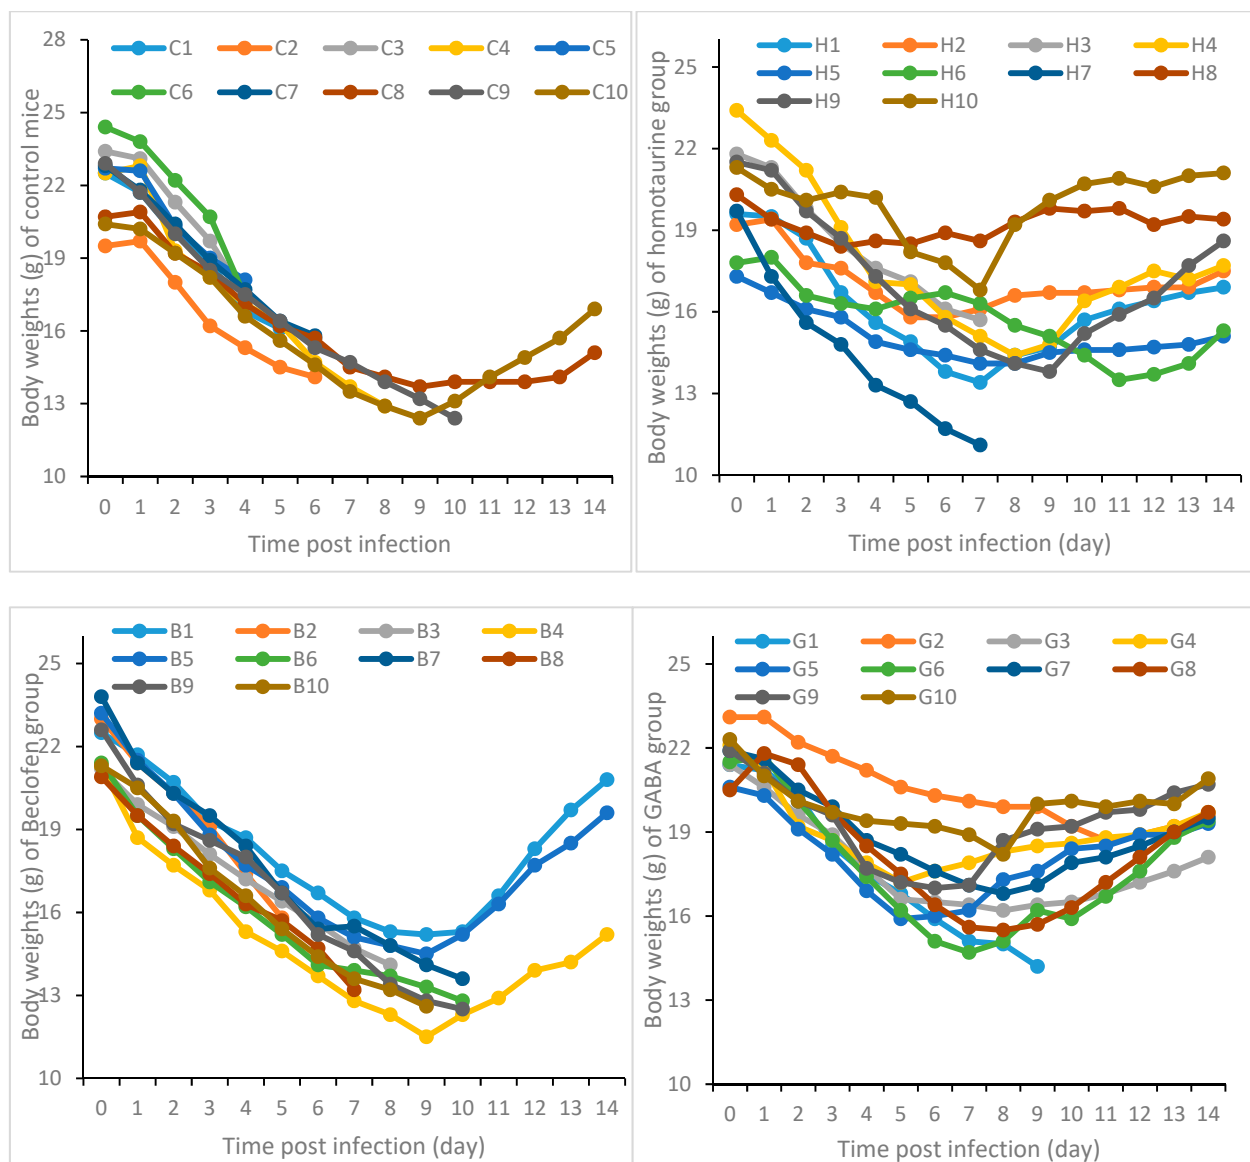 Body weights (g) of control mice
28
25
22
19
16
13
10
C1 C2 C3 C4 C5
C6 C7 C8 C9 C10
0 1 2 3 4 5 6 7 8 9 10 11 12 13 14
Time post infection
Body weights (g) of homotaurine group
25
22
19
16
13
10
H1 H2 H3 H4
H5 H6 H7 H8
H9 H10
0 1 2 3 4 5 6 7 8 9 10 11 12 13 14
Time post infection (day)
Body weights (g) of Beclofen group
25
22
19
16
13
10
B1 B2 B3 B4
B5 B6 B7 B8
B9 B10
0 1 2 3 4 5 6 7 8 9 10 11 12 13 14
Time post infection (day)
Body weights (g) of GABA group
25
22
19
16
13
10
G1 G2 G3 G4
G5 G6 G7 G8
G9 G10
0 1 2 3 4 5 6 7 8 9 10 11 12 13 14
Time post infection (day)